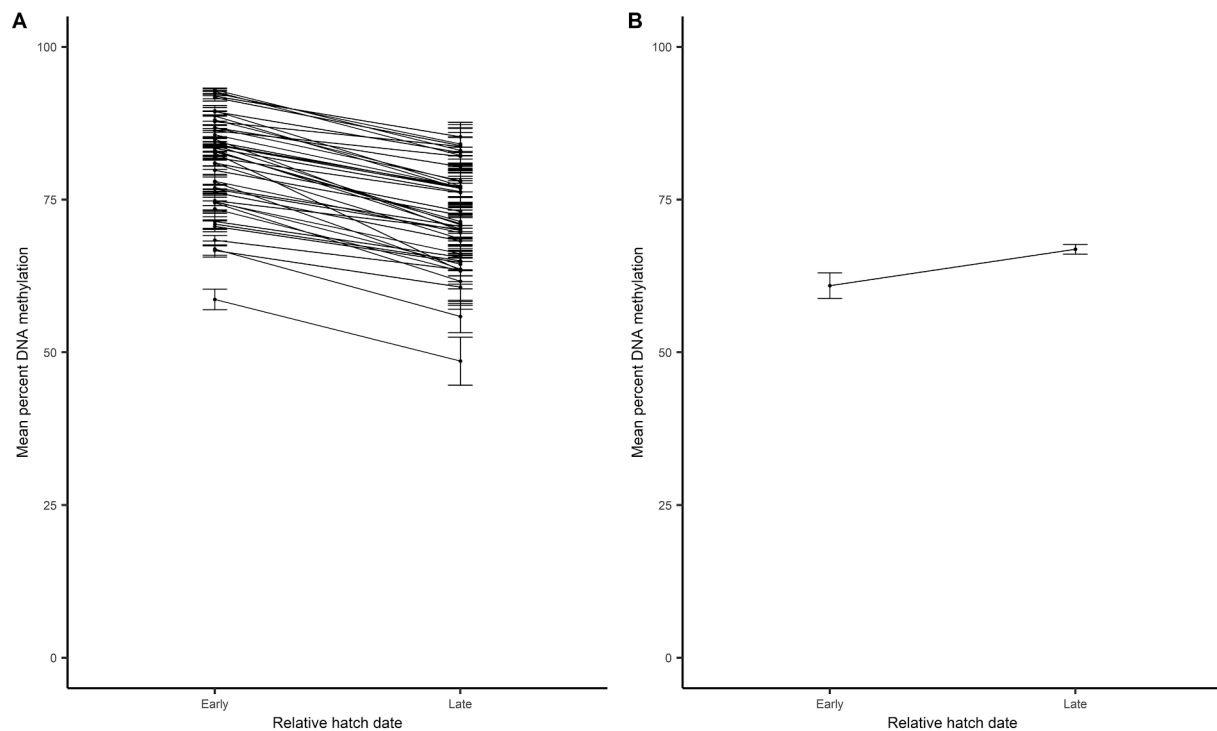 A
100
75
50
25
0
Mean percent DNA methylation
Early
Late
Relative hatch date
B
100
75
50
25
0
Mean percent DNA methylation
Early
Late
Relative hatch date